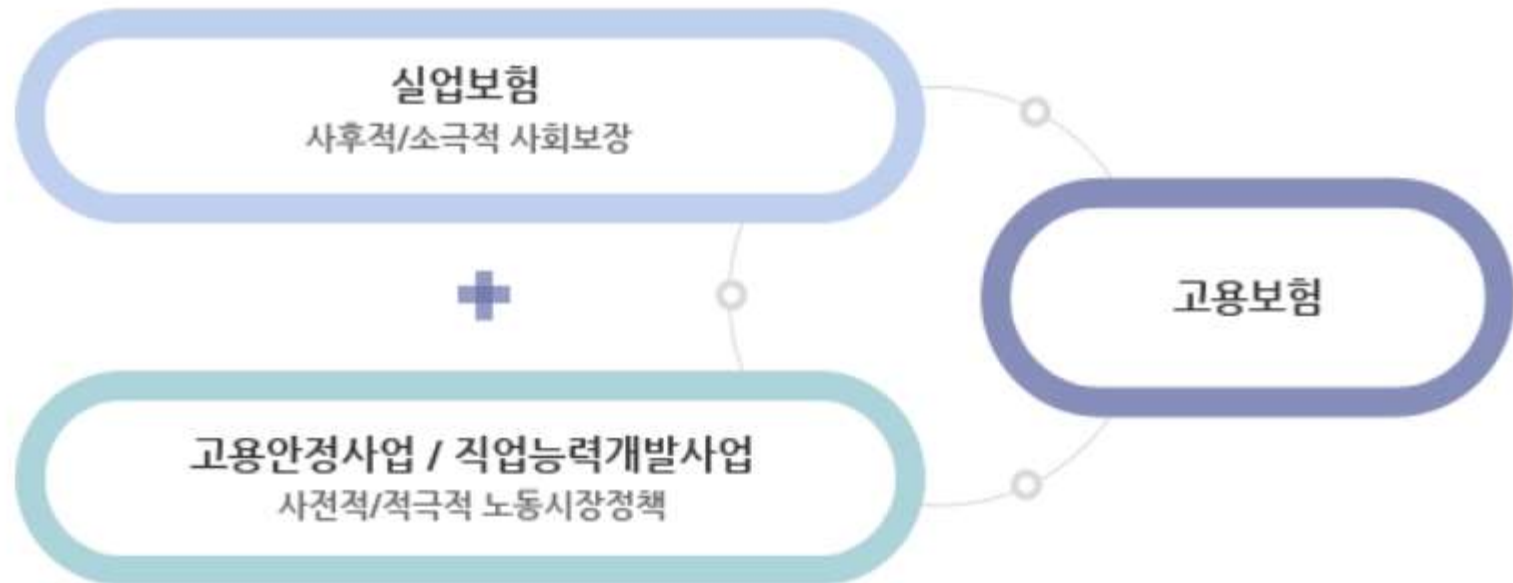 실업보험
사후적/소극적 사회보장
고용보험
고용안정사업 / 직업능력개발사업
사전적/적극적 노동시장정책